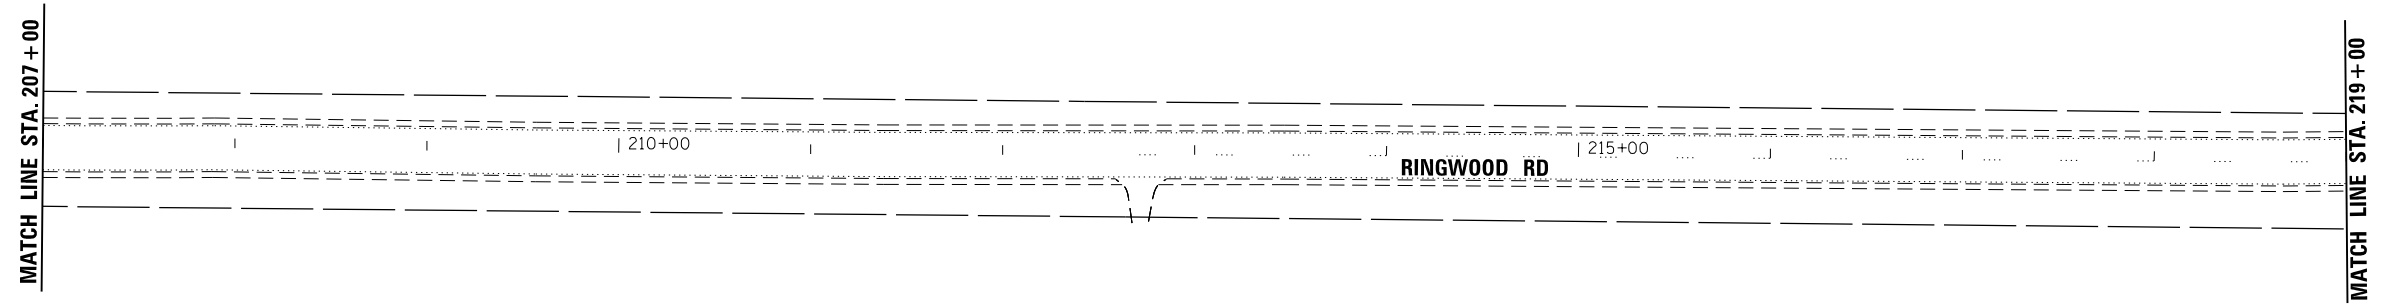 MATCH LINE STA. 207+00
210+00
215+00
RINGWOOD RD
MATCH LINE STA. 219+00